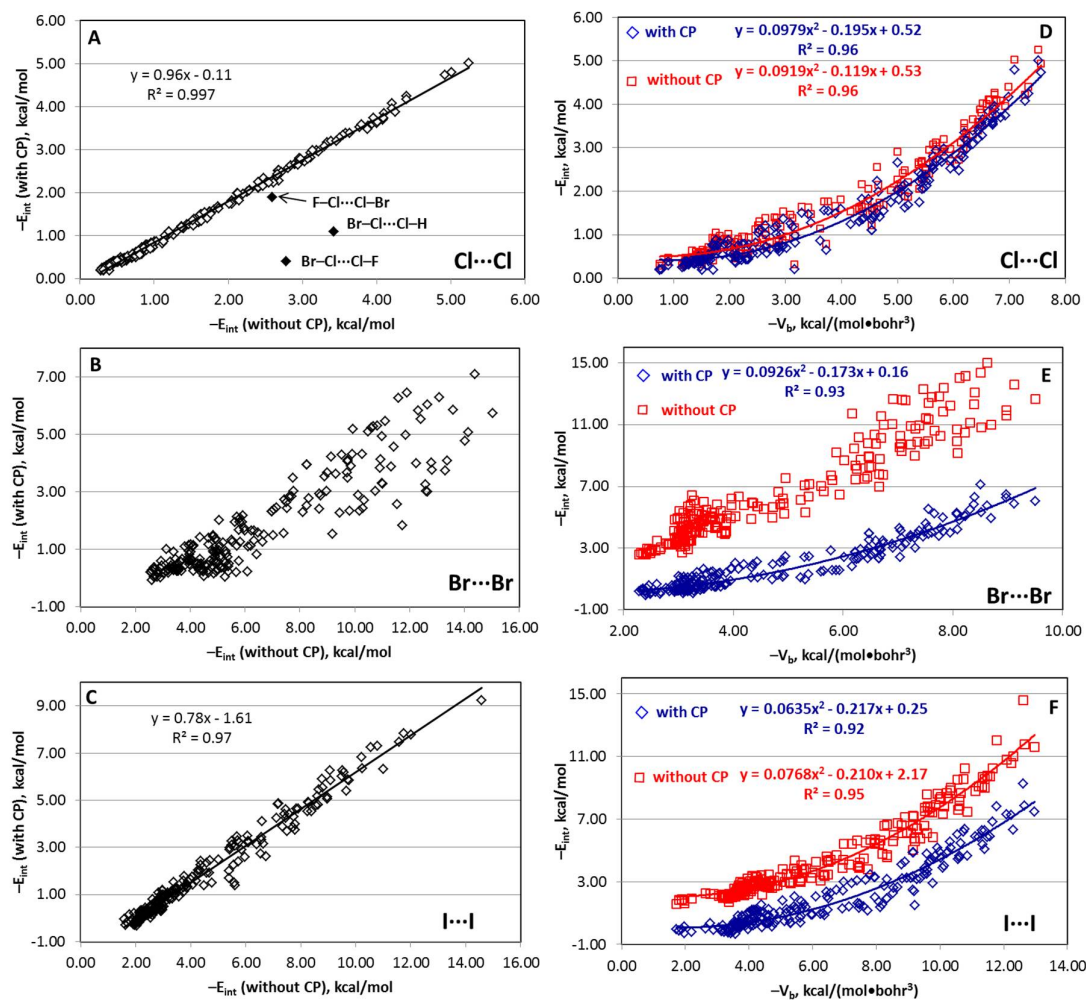 A
y = 0.96x - 0.11
R² = 0.997
F–Cl···Cl–Br
Br–Cl···Cl–H
Br–Cl···Cl–F
Cl···Cl
–E_int (with CP), kcal/mol
6.00
5.00
4.00
3.00
2.00
1.00
0.00
0.00 1.00 2.00 3.00 4.00 5.00 6.00
–E_int (without CP), kcal/mol
D
with CP y = 0.0979x² - 0.195x + 0.52
R² = 0.96
without CP y = 0.0919x² - 0.119x + 0.53
R² = 0.96
Cl···Cl
–E_int, kcal/mol
6.00
5.00
4.00
3.00
2.00
1.00
0.00
0.00 1.00 2.00 3.00 4.00 5.00 6.00 7.00 8.00
–V_b, kcal/(mol•bohr³)
B
Br···Br
–E_int (with CP), kcal/mol
7.00
5.00
3.00
1.00
-1.00
0.00 2.00 4.00 6.00 8.00 10.00 12.00 14.00 16.00
–E_int (without CP), kcal/mol
E
with CP y = 0.0926x² - 0.173x + 0.16
R² = 0.93
without CP
Br···Br
–E_int, kcal/mol
15.00
11.00
7.00
3.00
-1.00
2.00 4.00 6.00 8.00 10.00
–V_b, kcal/(mol•bohr³)
C
y = 0.78x - 1.61
R² = 0.97
I···I
–E_int (with CP), kcal/mol
9.00
7.00
5.00
3.00
1.00
-1.00
0.00 2.00 4.00 6.00 8.00 10.00 12.00 14.00 16.00
–E_int (without CP), kcal/mol
F
with CP y = 0.0635x² - 0.217x + 0.25
R² = 0.92
without CP y = 0.0768x² - 0.210x + 2.17
R² = 0.95
I···I
–E_int, kcal/mol
15.00
11.00
7.00
3.00
-1.00
0.00 2.00 4.00 6.00 8.00 10.00 12.00 14.00
–V_b, kcal/(mol•bohr³)